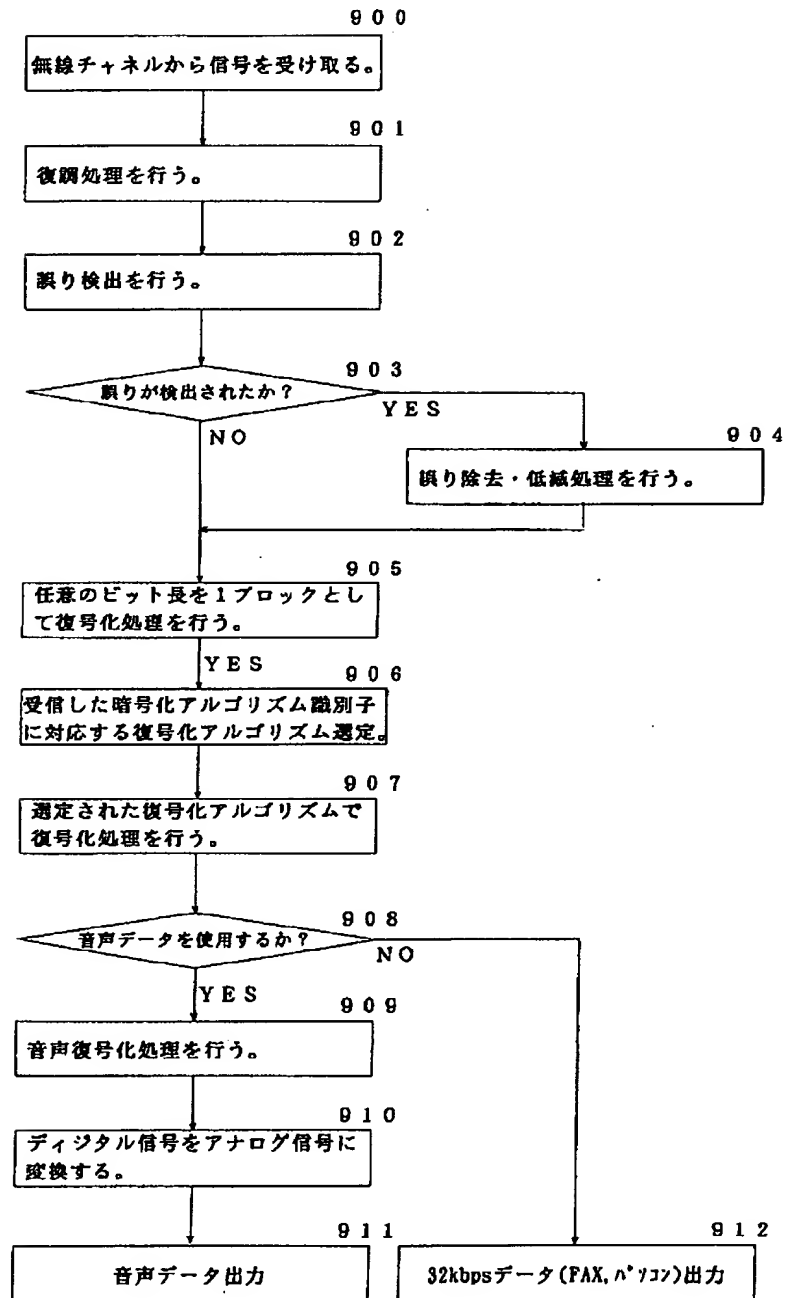 900
無線チャネルから信号を受け取る。
901
復調処理を行う。
902
誤り検出を行う。
903
誤りが検出されたか？
YES
NO
904
誤り除去・低減処理を行う。
905
任意のビット長を1ブロックとし
て復号化処理を行う。
YES
906
受信した暗号化アルゴリズム識別子
に対応する復号化アルゴリズム選定。
907
選定された復号化アルゴリズムで
復号化処理を行う。
908
音声データを使用するか？
NO
YES
909
音声復号化処理を行う。
910
ディジタル信号をアナログ信号に
変換する。
911
音声データ出力
912
32kbpsデータ(FAX,ﾊﾟｿｺﾝ)出力